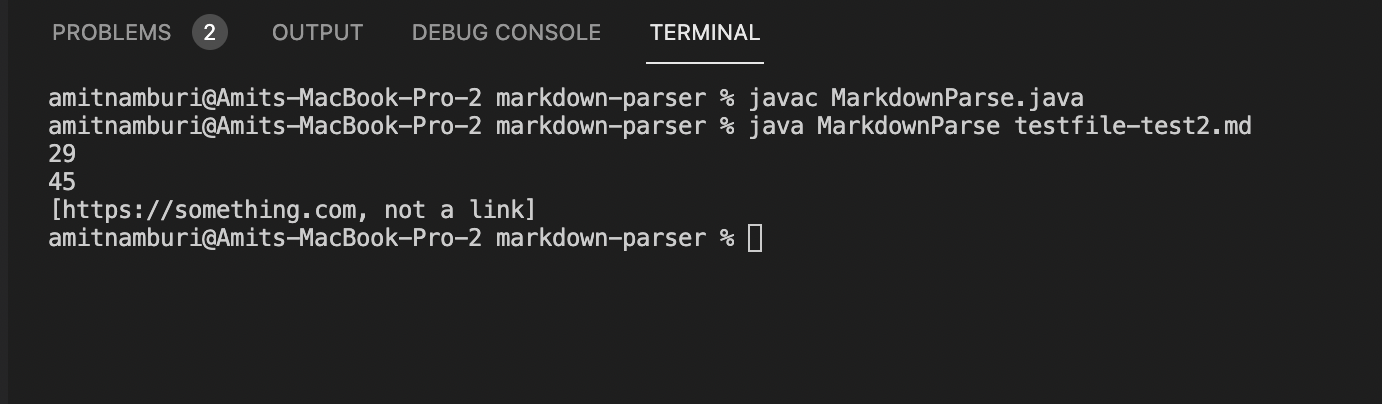 PROBLEMS 2 OUTPUT DEBUG CONSOLE TERMINAL
amitnamburi@Amits-MacBook-Pro-2 markdown-parser % javac MarkdownParse.java
amitnamburi@Amits-MacBook-Pro-2 markdown-parser % java MarkdownParse testfile-test2.md
29
45
[https://something.com, not a link]
amitnamburi@Amits-MacBook-Pro-2 markdown-parser %